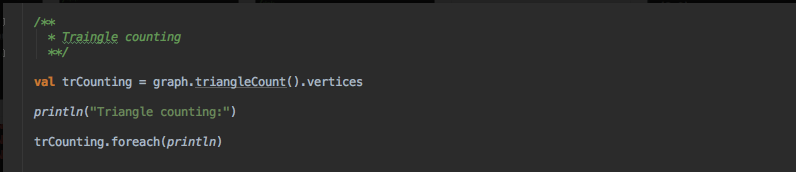 /**
* Traingle counting
**/
val trCounting = graph.triangleCount().vertices
println("Triangle counting:")
trCounting.foreach(println)